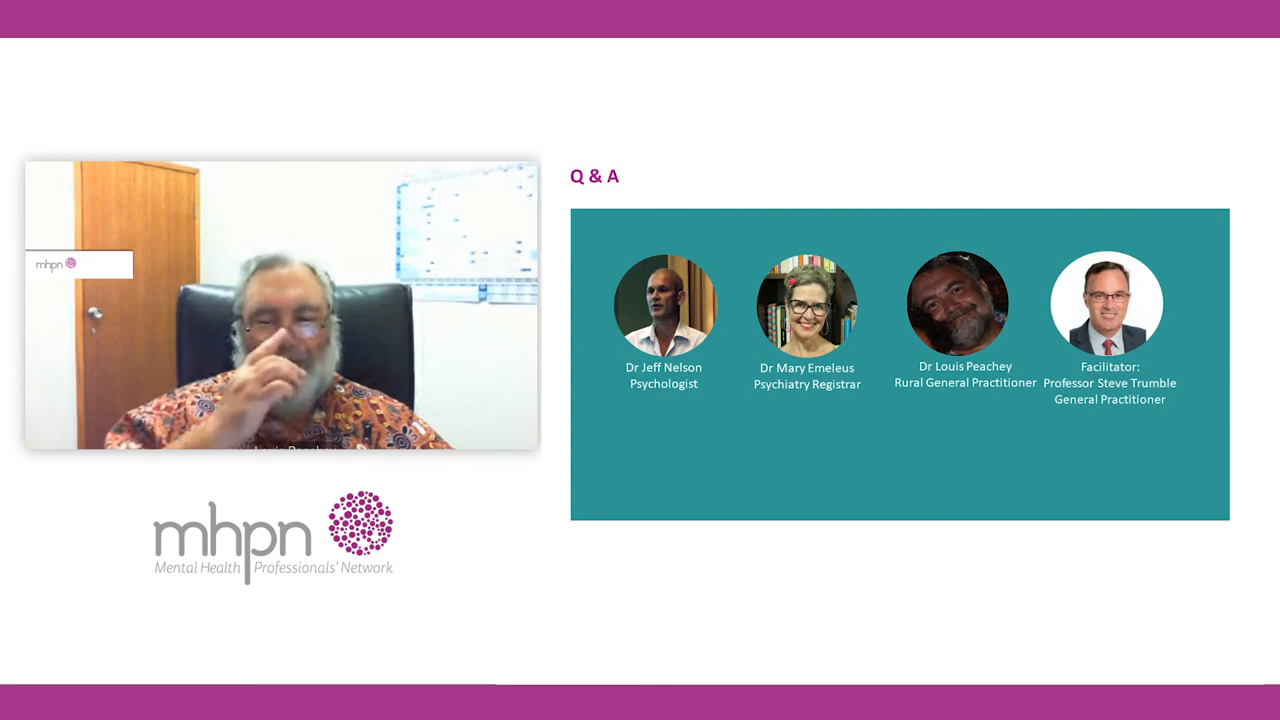 Q & A
mhpn
Dr Jeff Nelson
Psychologist
Dr Mary Emeleus
Psychiatry Registrar
Dr Louis Peachey
Rural General Practitioner
Facilitator:
Professor Steve Trumble
General Practitioner
mhpn
Mental Health Professionals' Network